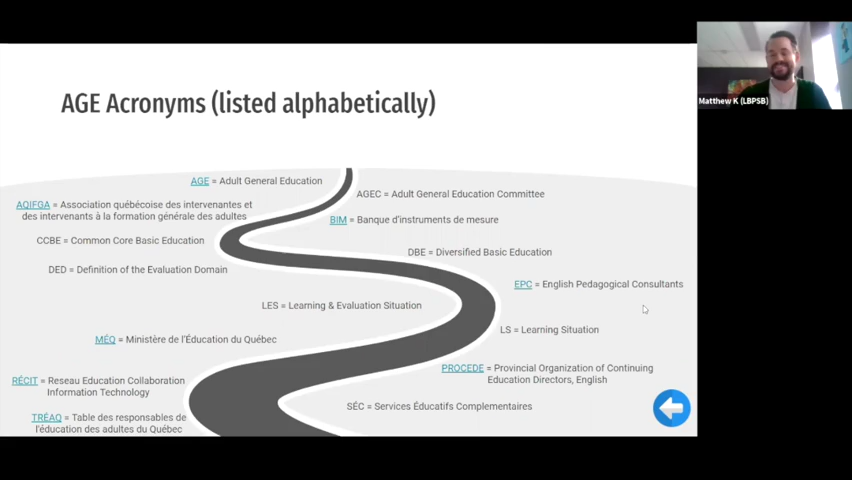 AGE Acronyms (listed alphabetically)
Matthew K (LBPSB)
AGE = Adult General Education
AGEC = Adult General Education Committee
AQIFGA = Association québécoise des intervenantes et
des intervenants à la formation générale des adultes
BIM = Banque d'instruments de mesure
CCBE = Common Core Basic Education
DBE = Diversified Basic Education
DED = Definition of the Evaluation Domain
EPC = English Pedagogical Consultants
LES = Learning & Evaluation Situation
LS = Learning Situation
MÉQ = Ministère de l'Éducation du Québec
PROCEDE = Provincial Organization of Continuing
Education Directors, English
RÉCIT = Reseau Education Collaboration
Information Technology
SÉC = Services Éducatifs Complementaires
TRÉAQ = Table des responsables de
l'éducation des adultes du Québec